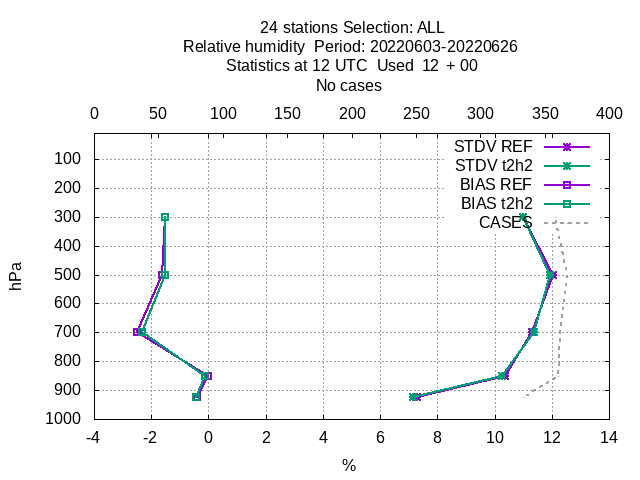 24 stations Selection: ALL
Relative humidity  Period: 20220603-20220626
Statistics at 12 UTC  Used  12  + 00
No cases
0 50 100 150 200 250 300 350 400
STDV REF
STDV t2h2
BIAS REF
BIAS t2h2
CASES
100
200
300
400
500
600
700
800
900
1000
hPa
-4 -2 0 2 4 6 8 10 12 14
%